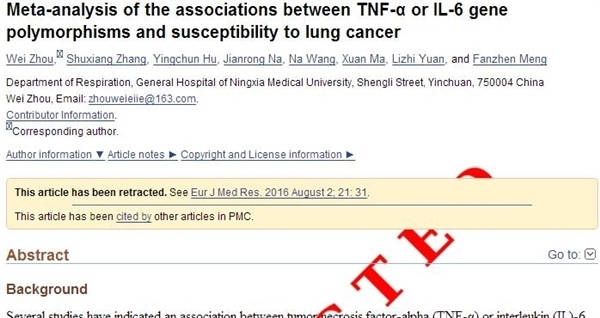 Meta-analysis of the associations between TNF-α or IL-6 gene
polymorphisms and susceptibility to lung cancer
Wei Zhou, Shuxiang Zhang, Yingchun Hu, Jianrong Na, Na Wang, Xuan Ma, Lizhi Yuan, and Fanzhen Meng
Department of Respiration, General Hospital of Ningxia Medical University, Shengli Street, Yinchuan, 750004 China
Wei Zhou, Email: zhouweieiie@163.com.
Contributor Information.
Corresponding author.
Author information ▼ Article notes ► Copyright and License information ►
This article has been retracted. See Eur J Med Res. 2016 August 2; 21: 31.
This article has been cited by other articles in PMC.
Abstract Go to:
Background
Several studies have indicated an association between tumor necrosis factor-alpha (TNF-α) or interleukin (IL)-6